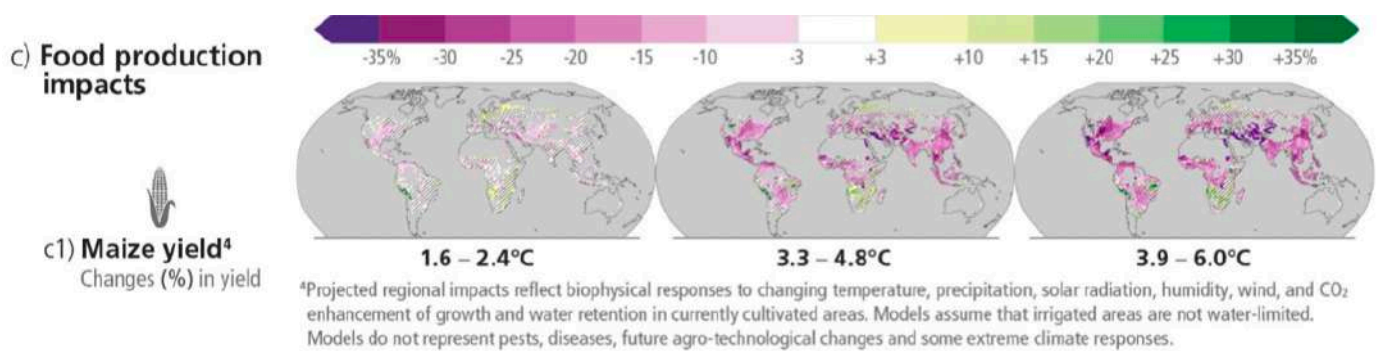 c) Food production
impacts
-35% -30 -25 -20 -15 -10 -3 +3 +10 +15 +20 +25 +30 +35%
c1) Maize yield⁴
Changes (%) in yield
1.6 – 2.4°C 3.3 – 4.8°C 3.9 – 6.0°C
⁴Projected regional impacts reflect biophysical responses to changing temperature, precipitation, solar radiation, humidity, wind, and CO₂
enhancement of growth and water retention in currently cultivated areas. Models assume that irrigated areas are not water-limited.
Models do not represent pests, diseases, future agro-technological changes and some extreme climate responses.